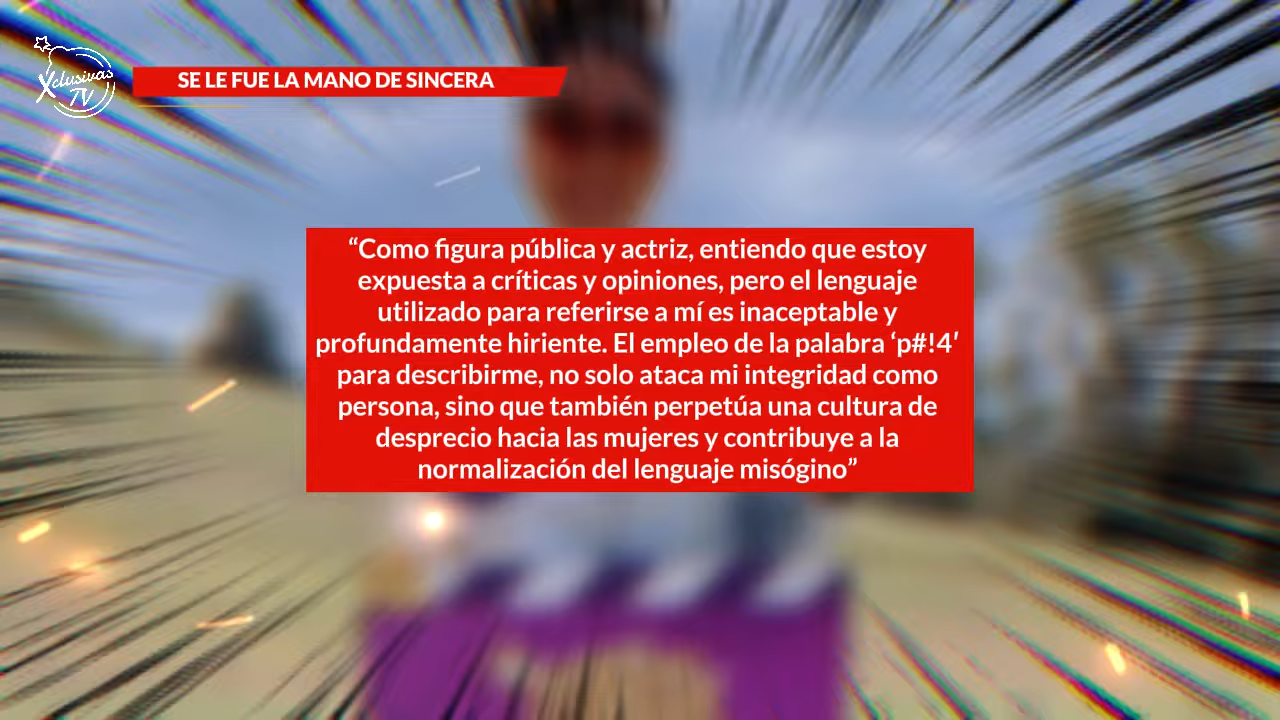 Xclusivas
TV
SE LE FUE LA MANO DE SINCERA
“Como figura pública y actriz, entiendo que estoy
expuesta a críticas y opiniones, pero el lenguaje
utilizado para referirse a mí es inaceptable y
profundamente hiriente. El empleo de la palabra ‘p#!4’
para describirme, no solo ataca mi integridad como
persona, sino que también perpetúa una cultura de
desprecio hacia las mujeres y contribuye a la
normalización del lenguaje misógino”